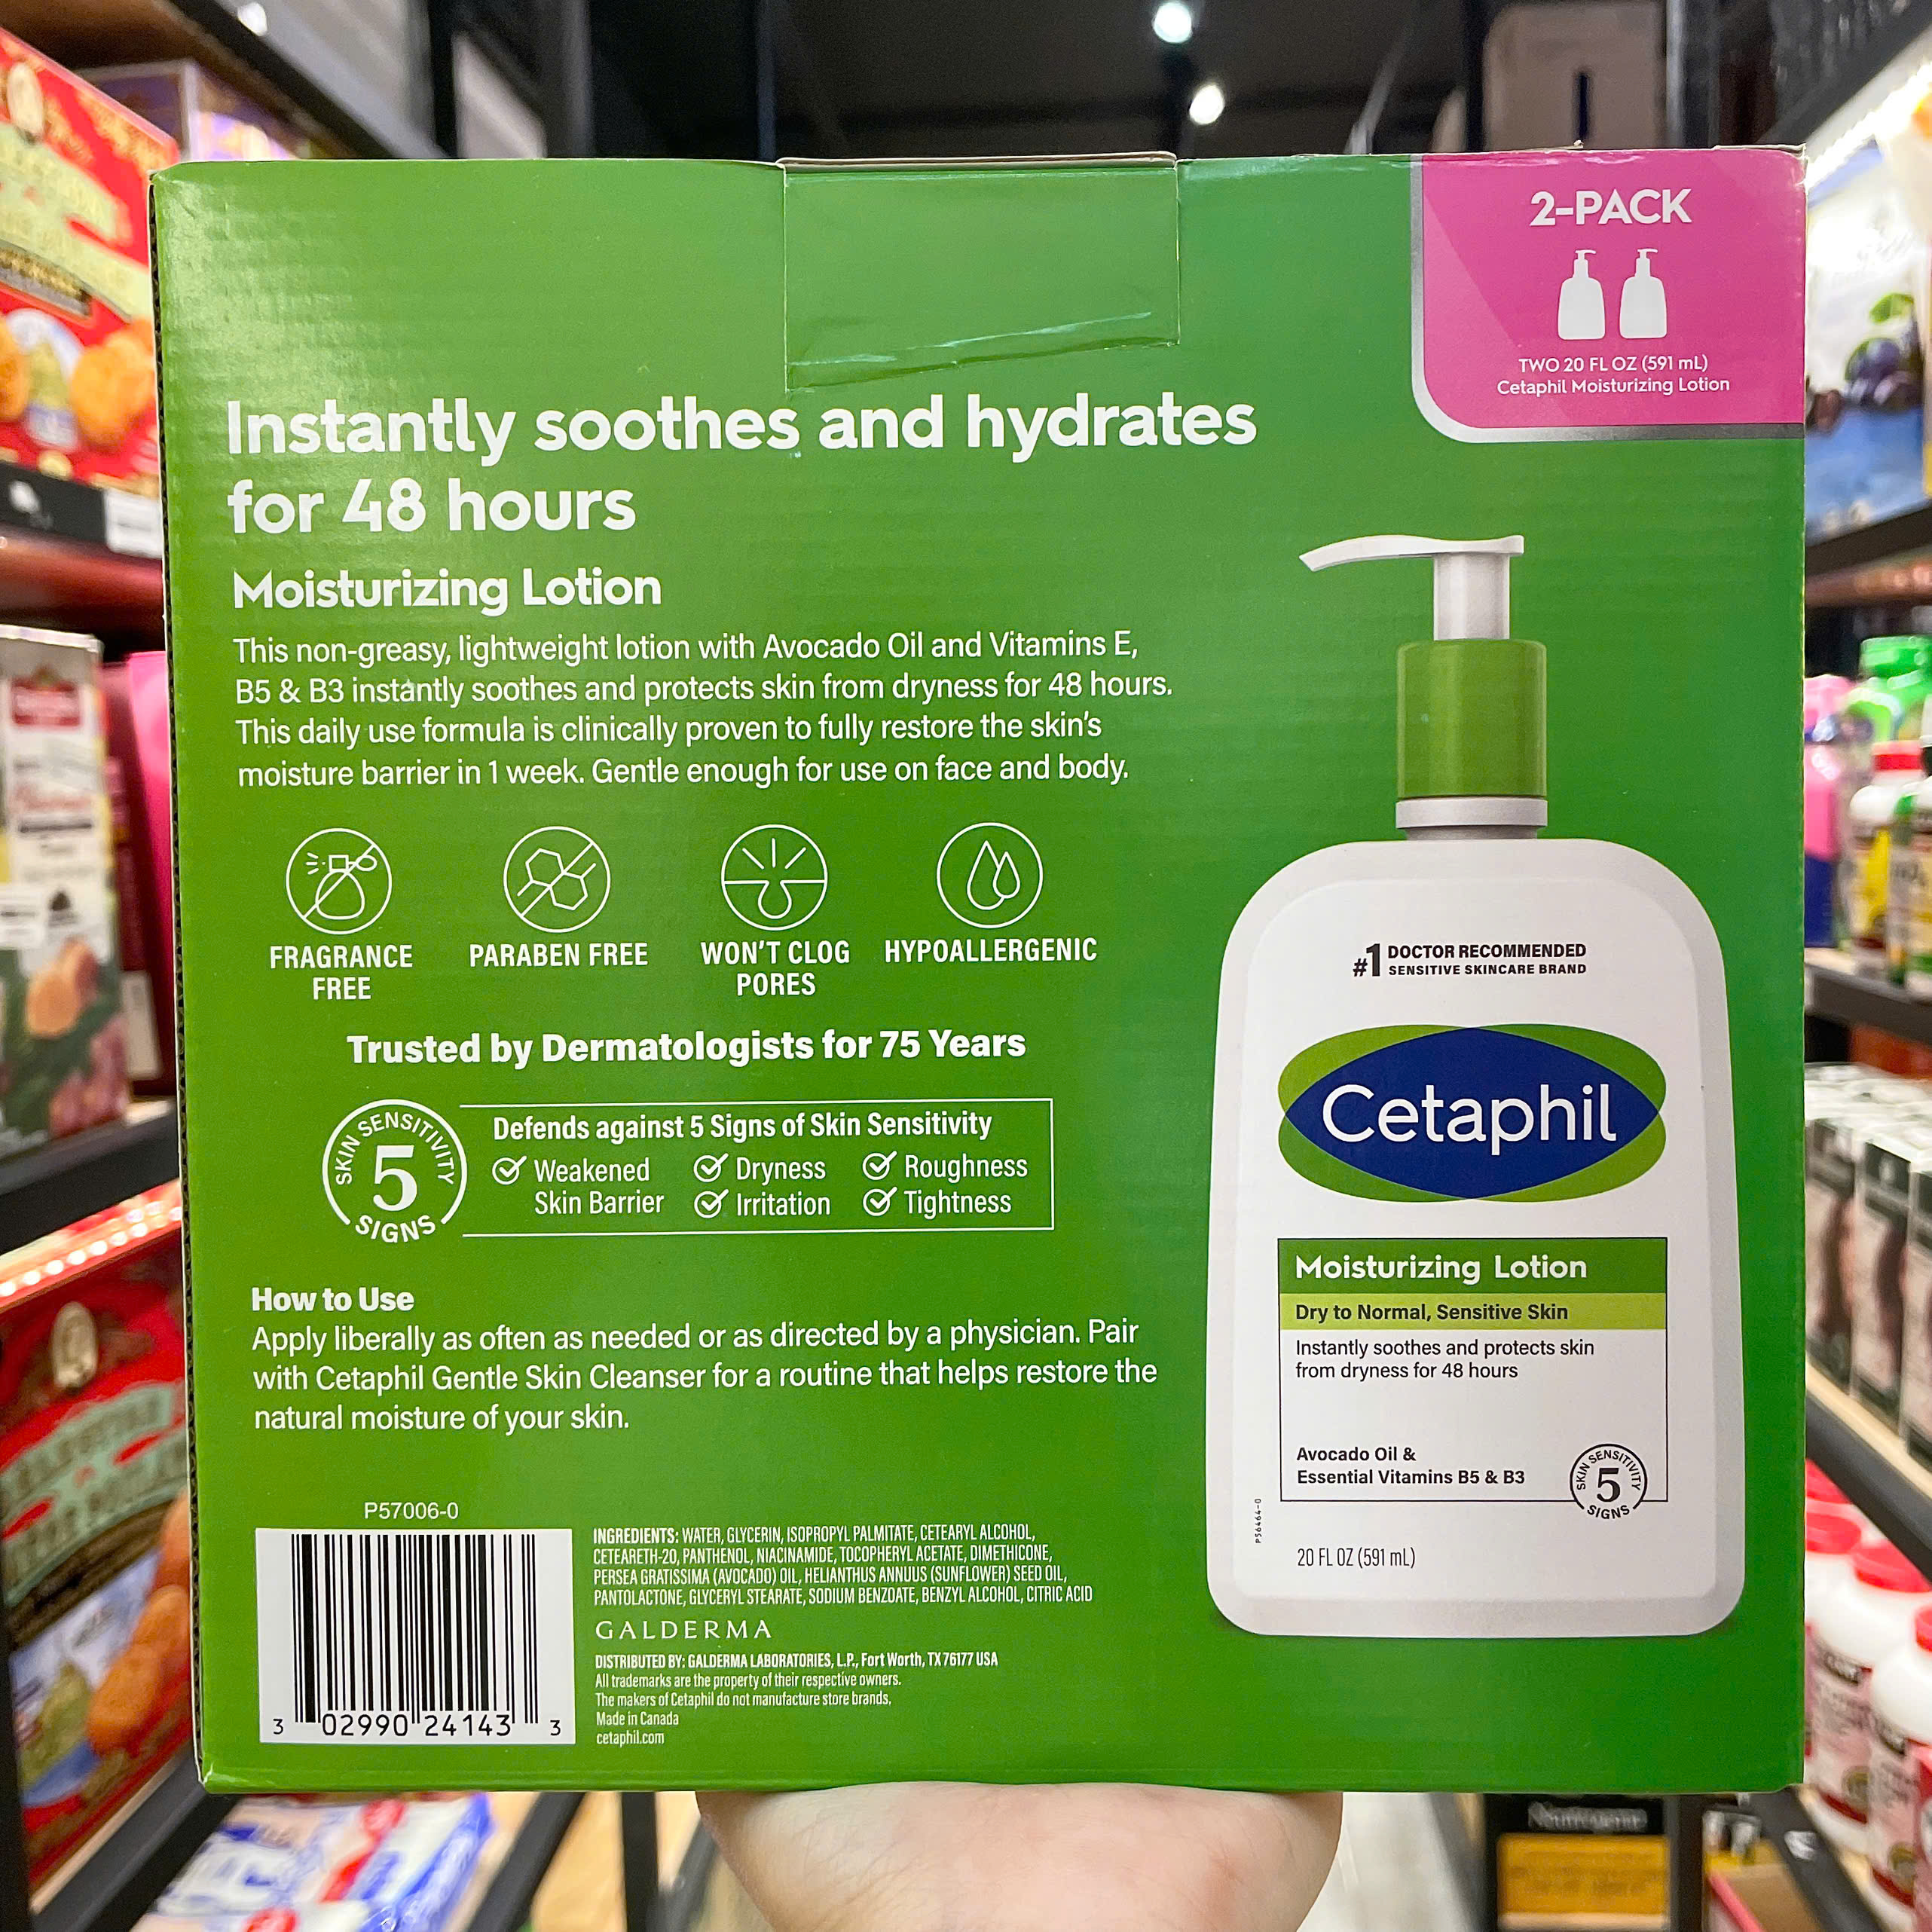 2-PACK
TWO 20 FL OZ (591 mL)
Cetaphil Moisturizing Lotion
Instantly soothes and hydrates
for 48 hours
Moisturizing Lotion
This non-greasy, lightweight lotion with Avocado Oil and Vitamins E,
B5 & B3 instantly soothes and protects skin from dryness for 48 hours.
This daily use formula is clinically proven to fully restore the skin's
moisture barrier in 1 week. Gentle enough for use on face and body.
FRAGRANCE
FREE
PARABEN FREE
WON'T CLOG
PORES
HYPOALLERGENIC
Trusted by Dermatologists for 75 Years
SKIN SENSITIVITY
5
SIGNS
Defends against 5 Signs of Skin Sensitivity
Weakened
Skin Barrier
Dryness
Irritation
Roughness
Tightness
How to Use
Apply liberally as often as needed or as directed by a physician. Pair
with Cetaphil Gentle Skin Cleanser for a routine that helps restore the
natural moisture of your skin.
P57006-0
3 02990 24143 3
INGREDIENTS: WATER, GLYCERIN, ISOPROPYL PALMITATE, CETEARYL ALCOHOL,
CETEARETH-20, PANTHENOL, NIACINAMIDE, TOCOPHERYL ACETATE, DIMETHICONE,
PERSEA GRATISSIMA (AVOCADO) OIL, HELIANTHUS ANNUUS (SUNFLOWER) SEED OIL,
PANTOLACTONE, GLYCERYL STEARATE, SODIUM BENZOATE, BENZYL ALCOHOL, CITRIC ACID
GALDERMA
DISTRIBUTED BY: GALDERMA LABORATORIES, L.P., Fort Worth, TX 76177 USA
All trademarks are the property of their respective owners.
The makers of Cetaphil do not manufacture store brands.
Made in Canada
cetaphil.com
#1 DOCTOR RECOMMENDED
SENSITIVE SKINCARE BRAND
Cetaphil
Moisturizing Lotion
Dry to Normal, Sensitive Skin
Instantly soothes and protects skin
from dryness for 48 hours
Avocado Oil &
Essential Vitamins B5 & B3
SKIN SENSITIVITY
5
SIGNS
P56464-0
20 FL OZ (591 mL)
Neutrogena